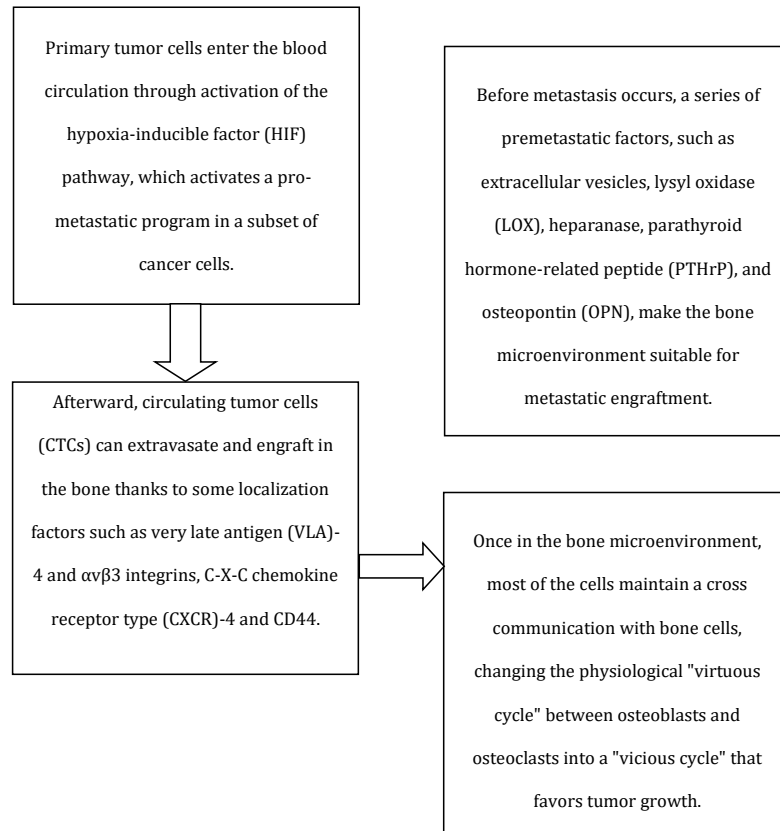 Primary tumor cells enter the blood
circulation through activation of the
hypoxia-inducible factor (HIF)
pathway, which activates a pro-
metastatic program in a subset of
cancer cells.
Before metastasis occurs, a series of
premetastatic factors, such as
extracellular vesicles, lysyl oxidase
(LOX), heparanase, parathyroid
hormone-related peptide (PTHrP), and
osteopontin (OPN), make the bone
microenvironment suitable for
metastatic engraftment.
Afterward, circulating tumor cells
(CTCs) can extravasate and engraft in
the bone thanks to some localization
factors such as very late antigen (VLA)-
4 and αvβ3 integrins, C-X-C chemokine
receptor type (CXCR)-4 and CD44.
Once in the bone microenvironment,
most of the cells maintain a cross
communication with bone cells,
changing the physiological "virtuous
cycle" between osteoblasts and
osteoclasts into a "vicious cycle" that
favors tumor growth.